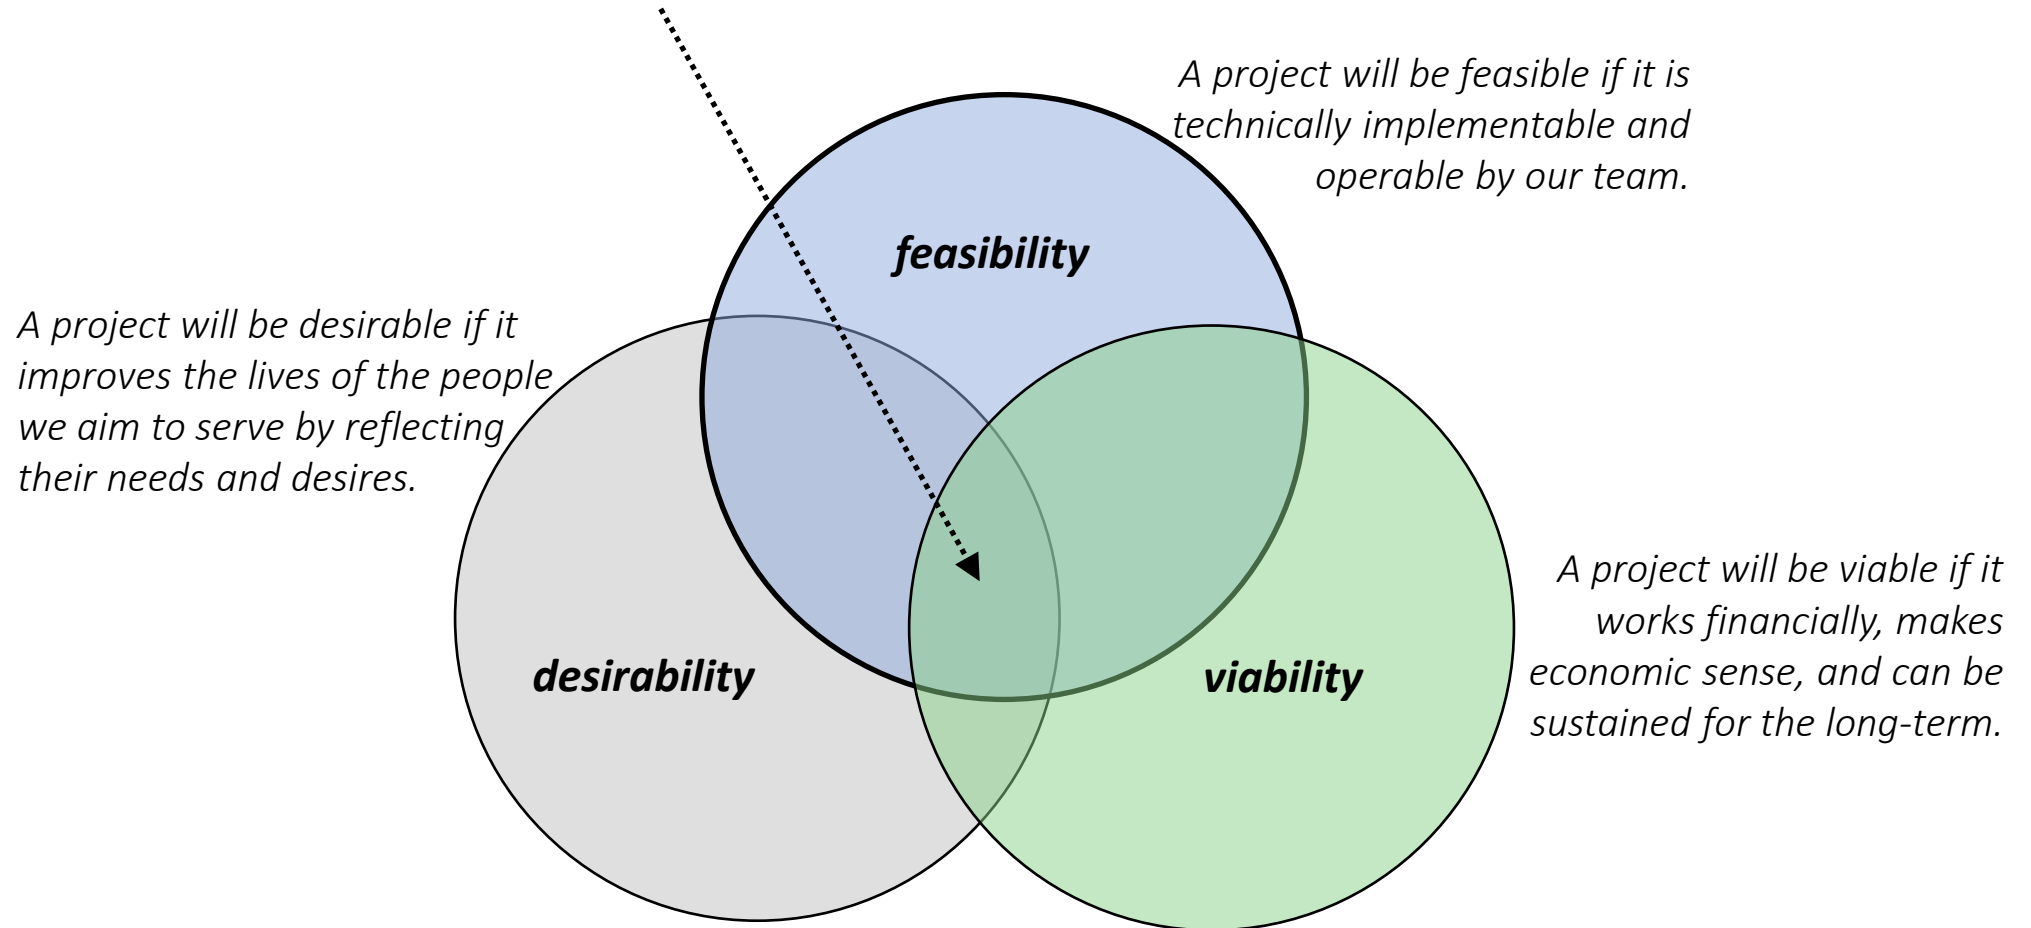 A project will be feasible if it is
technically implementable and
operable by our team.
feasibility
A project will be desirable if it
improves the lives of the people
we aim to serve by reflecting
their needs and desires.
desirability
viability
A project will be viable if it
works financially, makes
economic sense, and can be
sustained for the long-term.